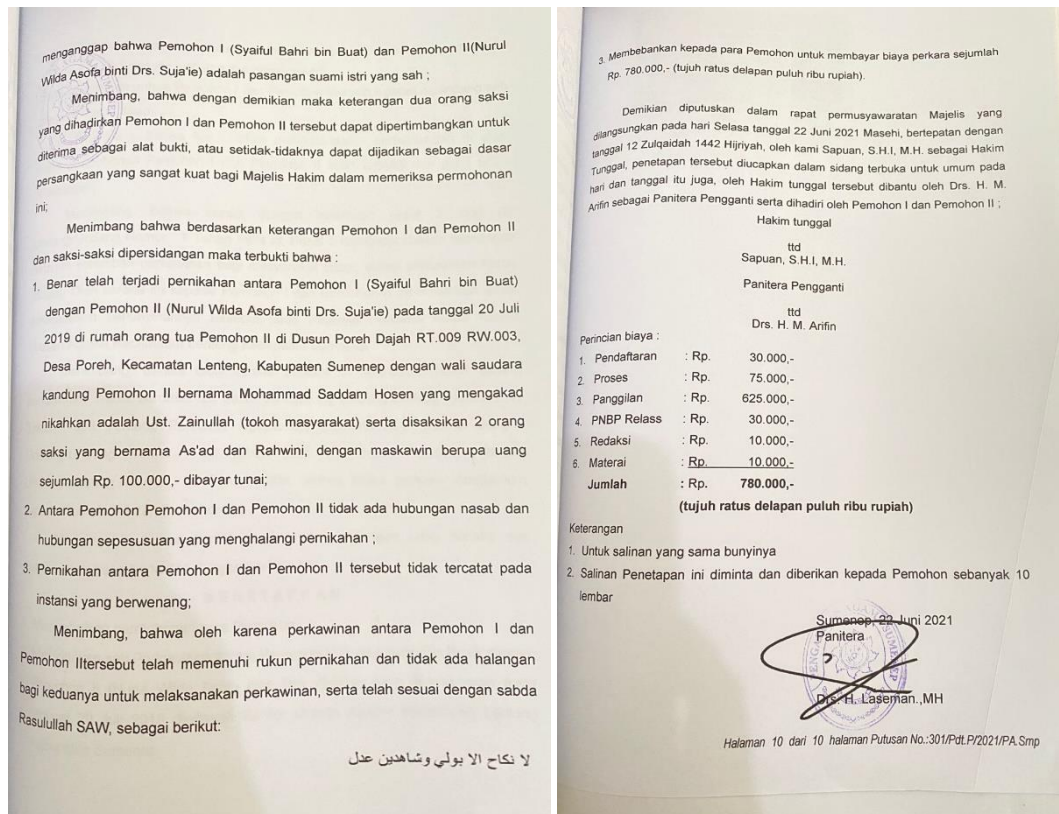 menganggap bahwa Pemohon I (Syaiful Bahri bin Buat) dan Pemohon II(Nurul
Wilda Asofa binti Drs. Suja'ie) adalah pasangan suami istri yang sah ;
Menimbang, bahwa dengan demikian maka keterangan dua orang saksi
yang dihadirkan Pemohon I dan Pemohon II tersebut dapat dipertimbangkan untuk
diterima sebagai alat bukti, atau setidak-tidaknya dapat dijadikan sebagai dasar
persangkaan yang sangat kuat bagi Majelis Hakim dalam memeriksa permohonan
ini;
Menimbang bahwa berdasarkan keterangan Pemohon I dan Pemohon II
dan saksi-saksi dipersidangan maka terbukti bahwa :
1. Benar telah terjadi pernikahan antara Pemohon I (Syaiful Bahri bin Buat)
dengan Pemohon II (Nurul Wilda Asofa binti Drs. Suja'ie) pada tanggal 20 Juli
2019 di rumah orang tua Pemohon II di Dusun Poreh Dajah RT.009 RW.003,
Desa Poreh, Kecamatan Lenteng, Kabupaten Sumenep dengan wali saudara
kandung Pemohon II bernama Mohammad Saddam Hosen yang mengakad
nikahkan adalah Ust. Zainullah (tokoh masyarakat) serta disaksikan 2 orang
saksi yang bernama As'ad dan Rahwini, dengan maskawin berupa uang
sejumlah Rp. 100.000,- dibayar tunai;
2. Antara Pemohon Pemohon I dan Pemohon II tidak ada hubungan nasab dan
hubungan sepesusuan yang menghalangi pernikahan ;
3. Pernikahan antara Pemohon I dan Pemohon II tersebut tidak tercatat pada
instansi yang berwenang;
Menimbang, bahwa oleh karena perkawinan antara Pemohon I dan
Pemohon IItersebut telah memenuhi rukun pernikahan dan tidak ada halangan
bagi keduanya untuk melaksanakan perkawinan, serta telah sesuai dengan sabda
Rasulullah SAW, sebagai berikut:
لا نكاح الا بولي وشاهدين عدل
3. Membebankan kepada para Pemohon untuk membayar biaya perkara sejumlah
Rp. 780.000,- (tujuh ratus delapan puluh ribu rupiah).
Demikian diputuskan dalam rapat permusyawaratan Majelis yang
dilangsungkan pada hari Selasa tanggal 22 Juni 2021 Masehi, bertepatan dengan
tanggal 12 Zulqaidah 1442 Hijriyah, oleh kami Sapuan, S.H.I, M.H. sebagai Hakim
Tunggal, penetapan tersebut diucapkan dalam sidang terbuka untuk umum pada
hari dan tanggal itu juga, oleh Hakim tunggal tersebut dibantu oleh Drs. H. M.
Arifin sebagai Panitera Pengganti serta dihadiri oleh Pemohon I dan Pemohon II ;
Hakim tunggal
ttd
Sapuan, S.H.I, M.H.
Panitera Pengganti
ttd
Drs. H. M. Arifin
Perincian biaya :
1. Pendaftaran : Rp. 30.000,-
2. Proses : Rp. 75.000,-
3. Panggilan : Rp. 625.000,-
4. PNBP Relass : Rp. 30.000,-
5. Redaksi : Rp. 10.000,-
6. Materai : Rp. 10.000,-
Jumlah : Rp. 780.000,-
(tujuh ratus delapan puluh ribu rupiah)
Keterangan
1. Untuk salinan yang sama bunyinya
2. Salinan Penetapan ini diminta dan diberikan kepada Pemohon sebanyak 10
lembar
Sumenep, 22 Juni 2021
Panitera
Drs. H. Laseman.,MH
Halaman 10 dari 10 halaman Putusan No.:301/Pdt.P/2021/PA.Smp